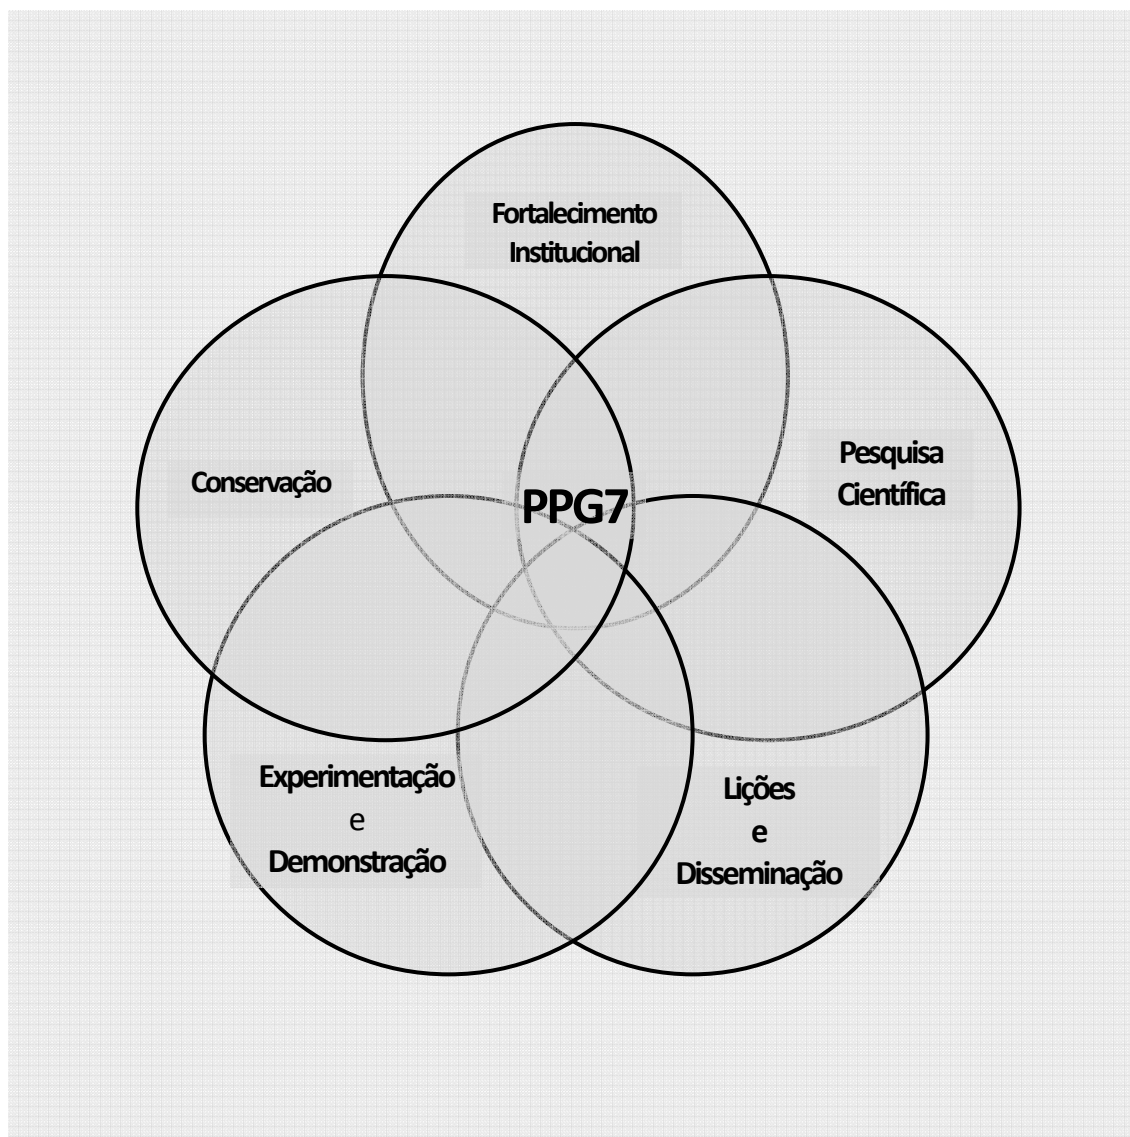 Fortalecimento
Institucional
Pesquisa
Científica
Conservação
PPG7
Experimentação
e
Demonstração
Lições
e
Disseminação